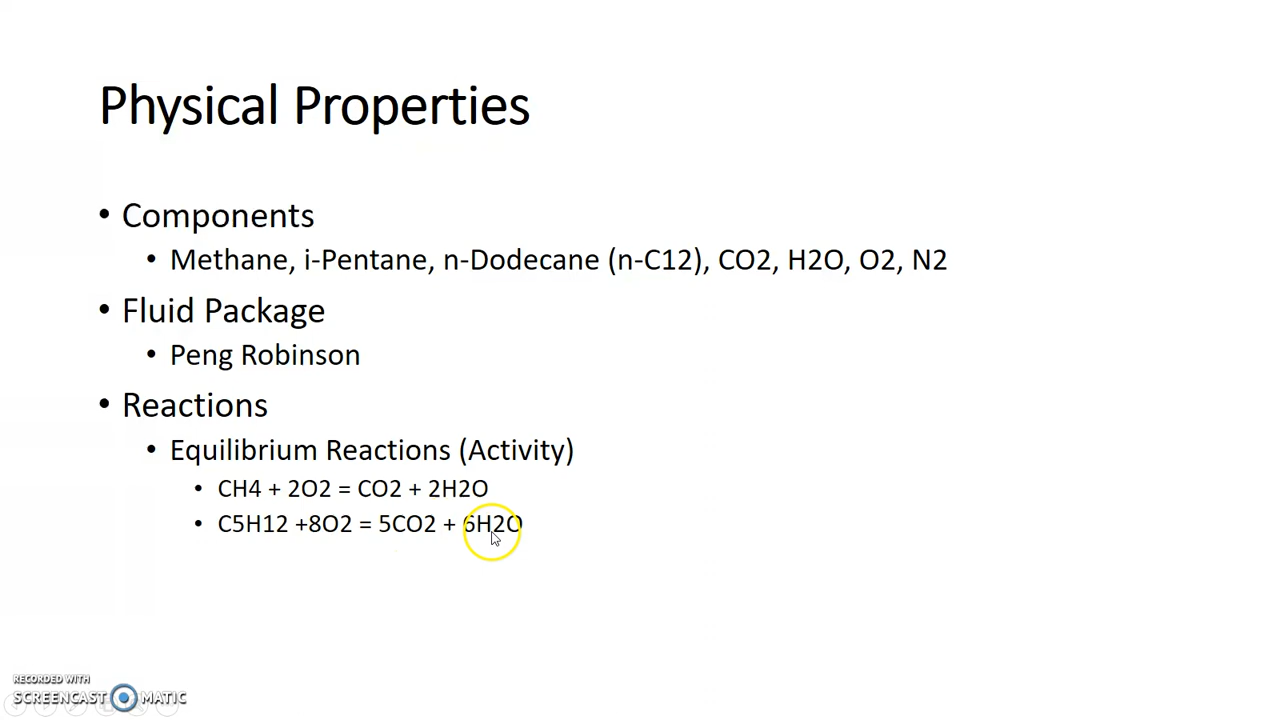 Physical Properties
• Components
• Methane, i-Pentane, n-Dodecane (n-C12), CO2, H2O, O2, N2
• Fluid Package
• Peng Robinson
• Reactions
• Equilibrium Reactions (Activity)
• CH4 + 2O2 = CO2 + 2H2O
• C5H12 +8O2 = 5CO2 + 6H2O
RECORDED WITH
SCREENCAST MATIC